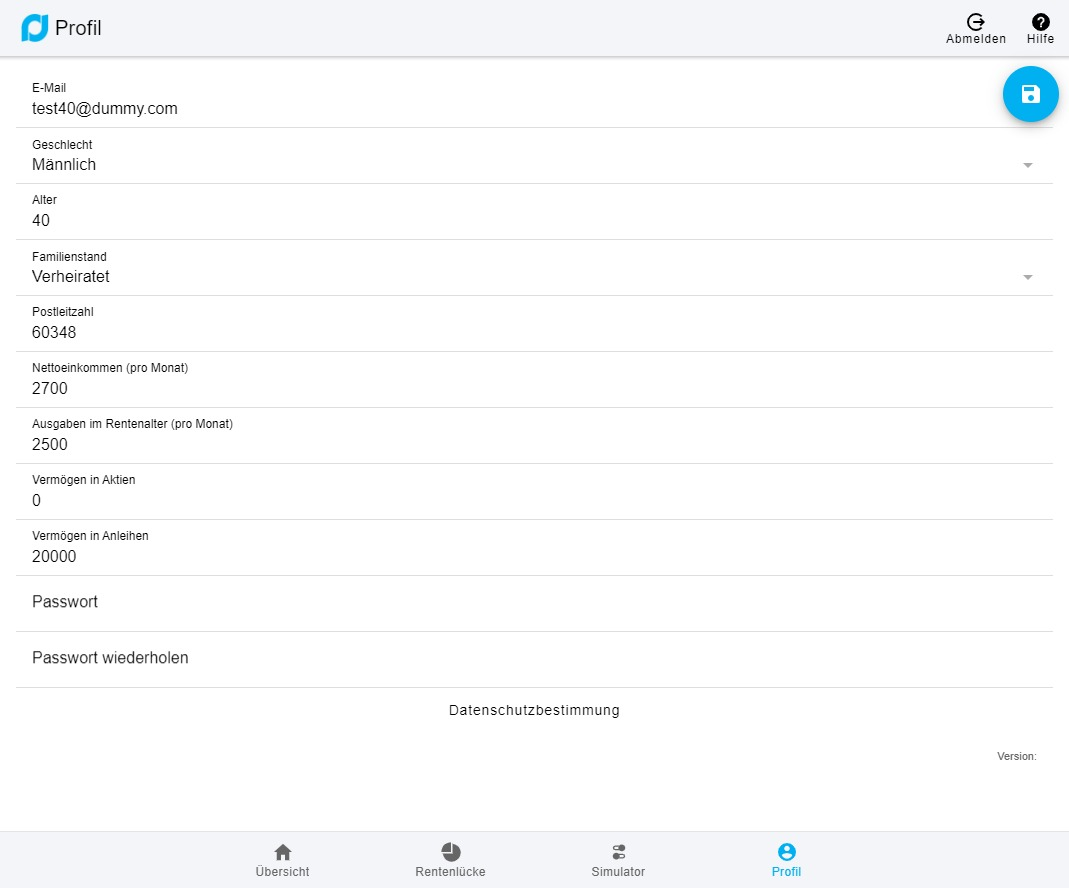 Profil
Abmelden
Hilfe
E-Mail
test40@dummy.com
Geschlecht
Männlich
Alter
40
Familienstand
Verheiratet
Postleitzahl
60348
Nettoeinkommen (pro Monat)
2700
Ausgaben im Rentenalter (pro Monat)
2500
Vermögen in Aktien
0
Vermögen in Anleihen
20000
Passwort
Passwort wiederholen
Datenschutzbestimmung
Version:
Übersicht
Rentenlücke
Simulator
Profil